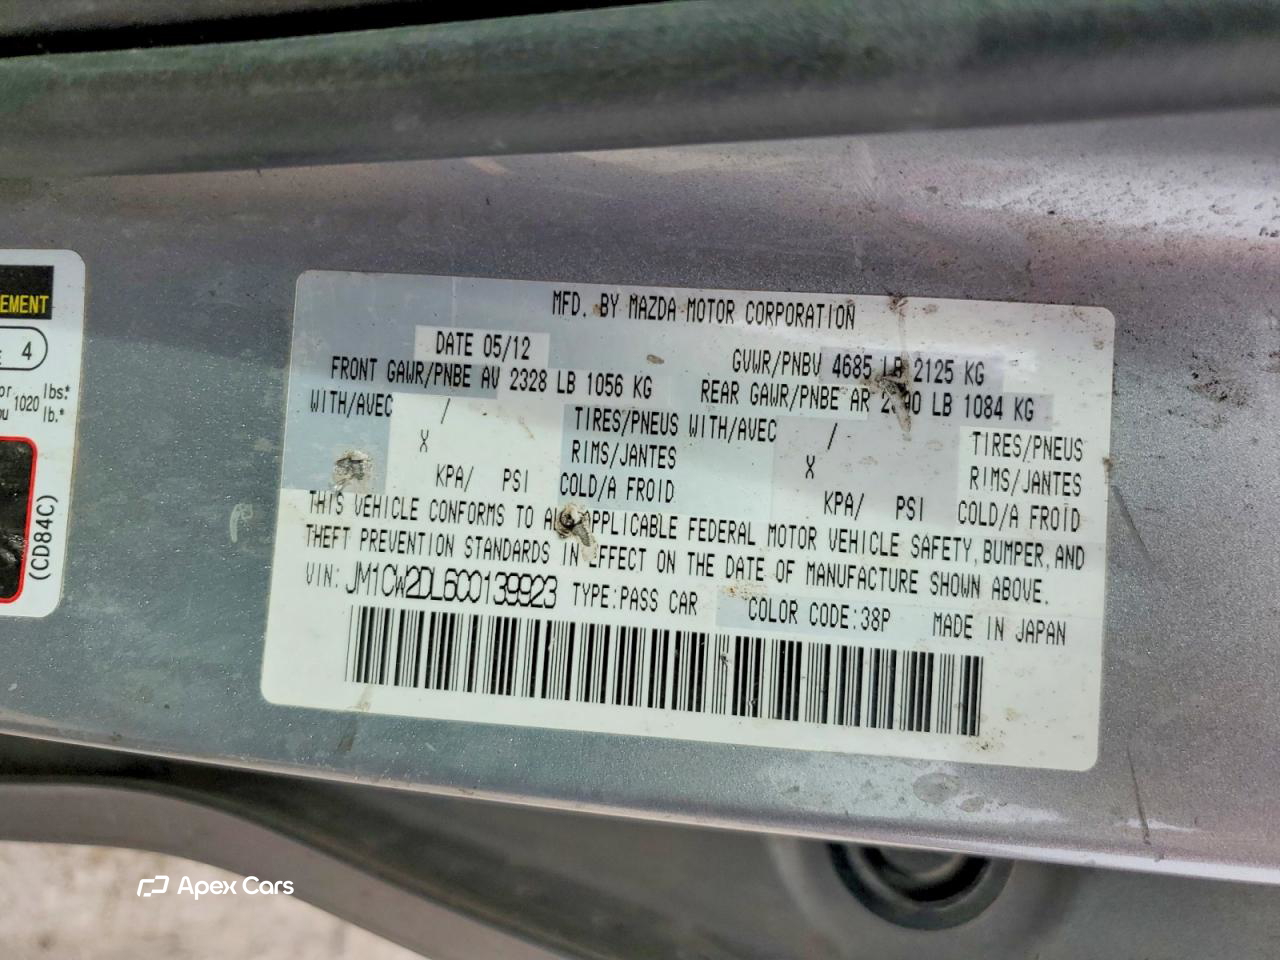 EMENT
4
or 1020 lbs.*
ou 1020 lb.*
(CD84C)
MFD. BY MAZDA MOTOR CORPORATION
DATE 05/12 GVWR/PNBV 4685 LB 2125 KG
FRONT GAWR/PNBE AV 2328 LB 1056 KG REAR GAWR/PNBE AR LB 1084 KG
WITH/AVEC / TIRES/PNEUS WITH/AVEC / TIRES/PNEUS
X RIMS/JANTES X RIMS/JANTES
KPA/ PSI COLD/A FROID KPA/ PSI COLD/A FROID
THIS VEHICLE CONFORMS TO APPLICABLE FEDERAL MOTOR VEHICLE SAFETY, BUMPER, AND
THEFT PREVENTION STANDARDS IN EFFECT ON THE DATE OF MANUFACTURE SHOWN ABOVE.
VIN: JM1CW2DL6C0139923 TYPE:PASS CAR COLOR CODE:38P MADE IN JAPAN
Apex Cars